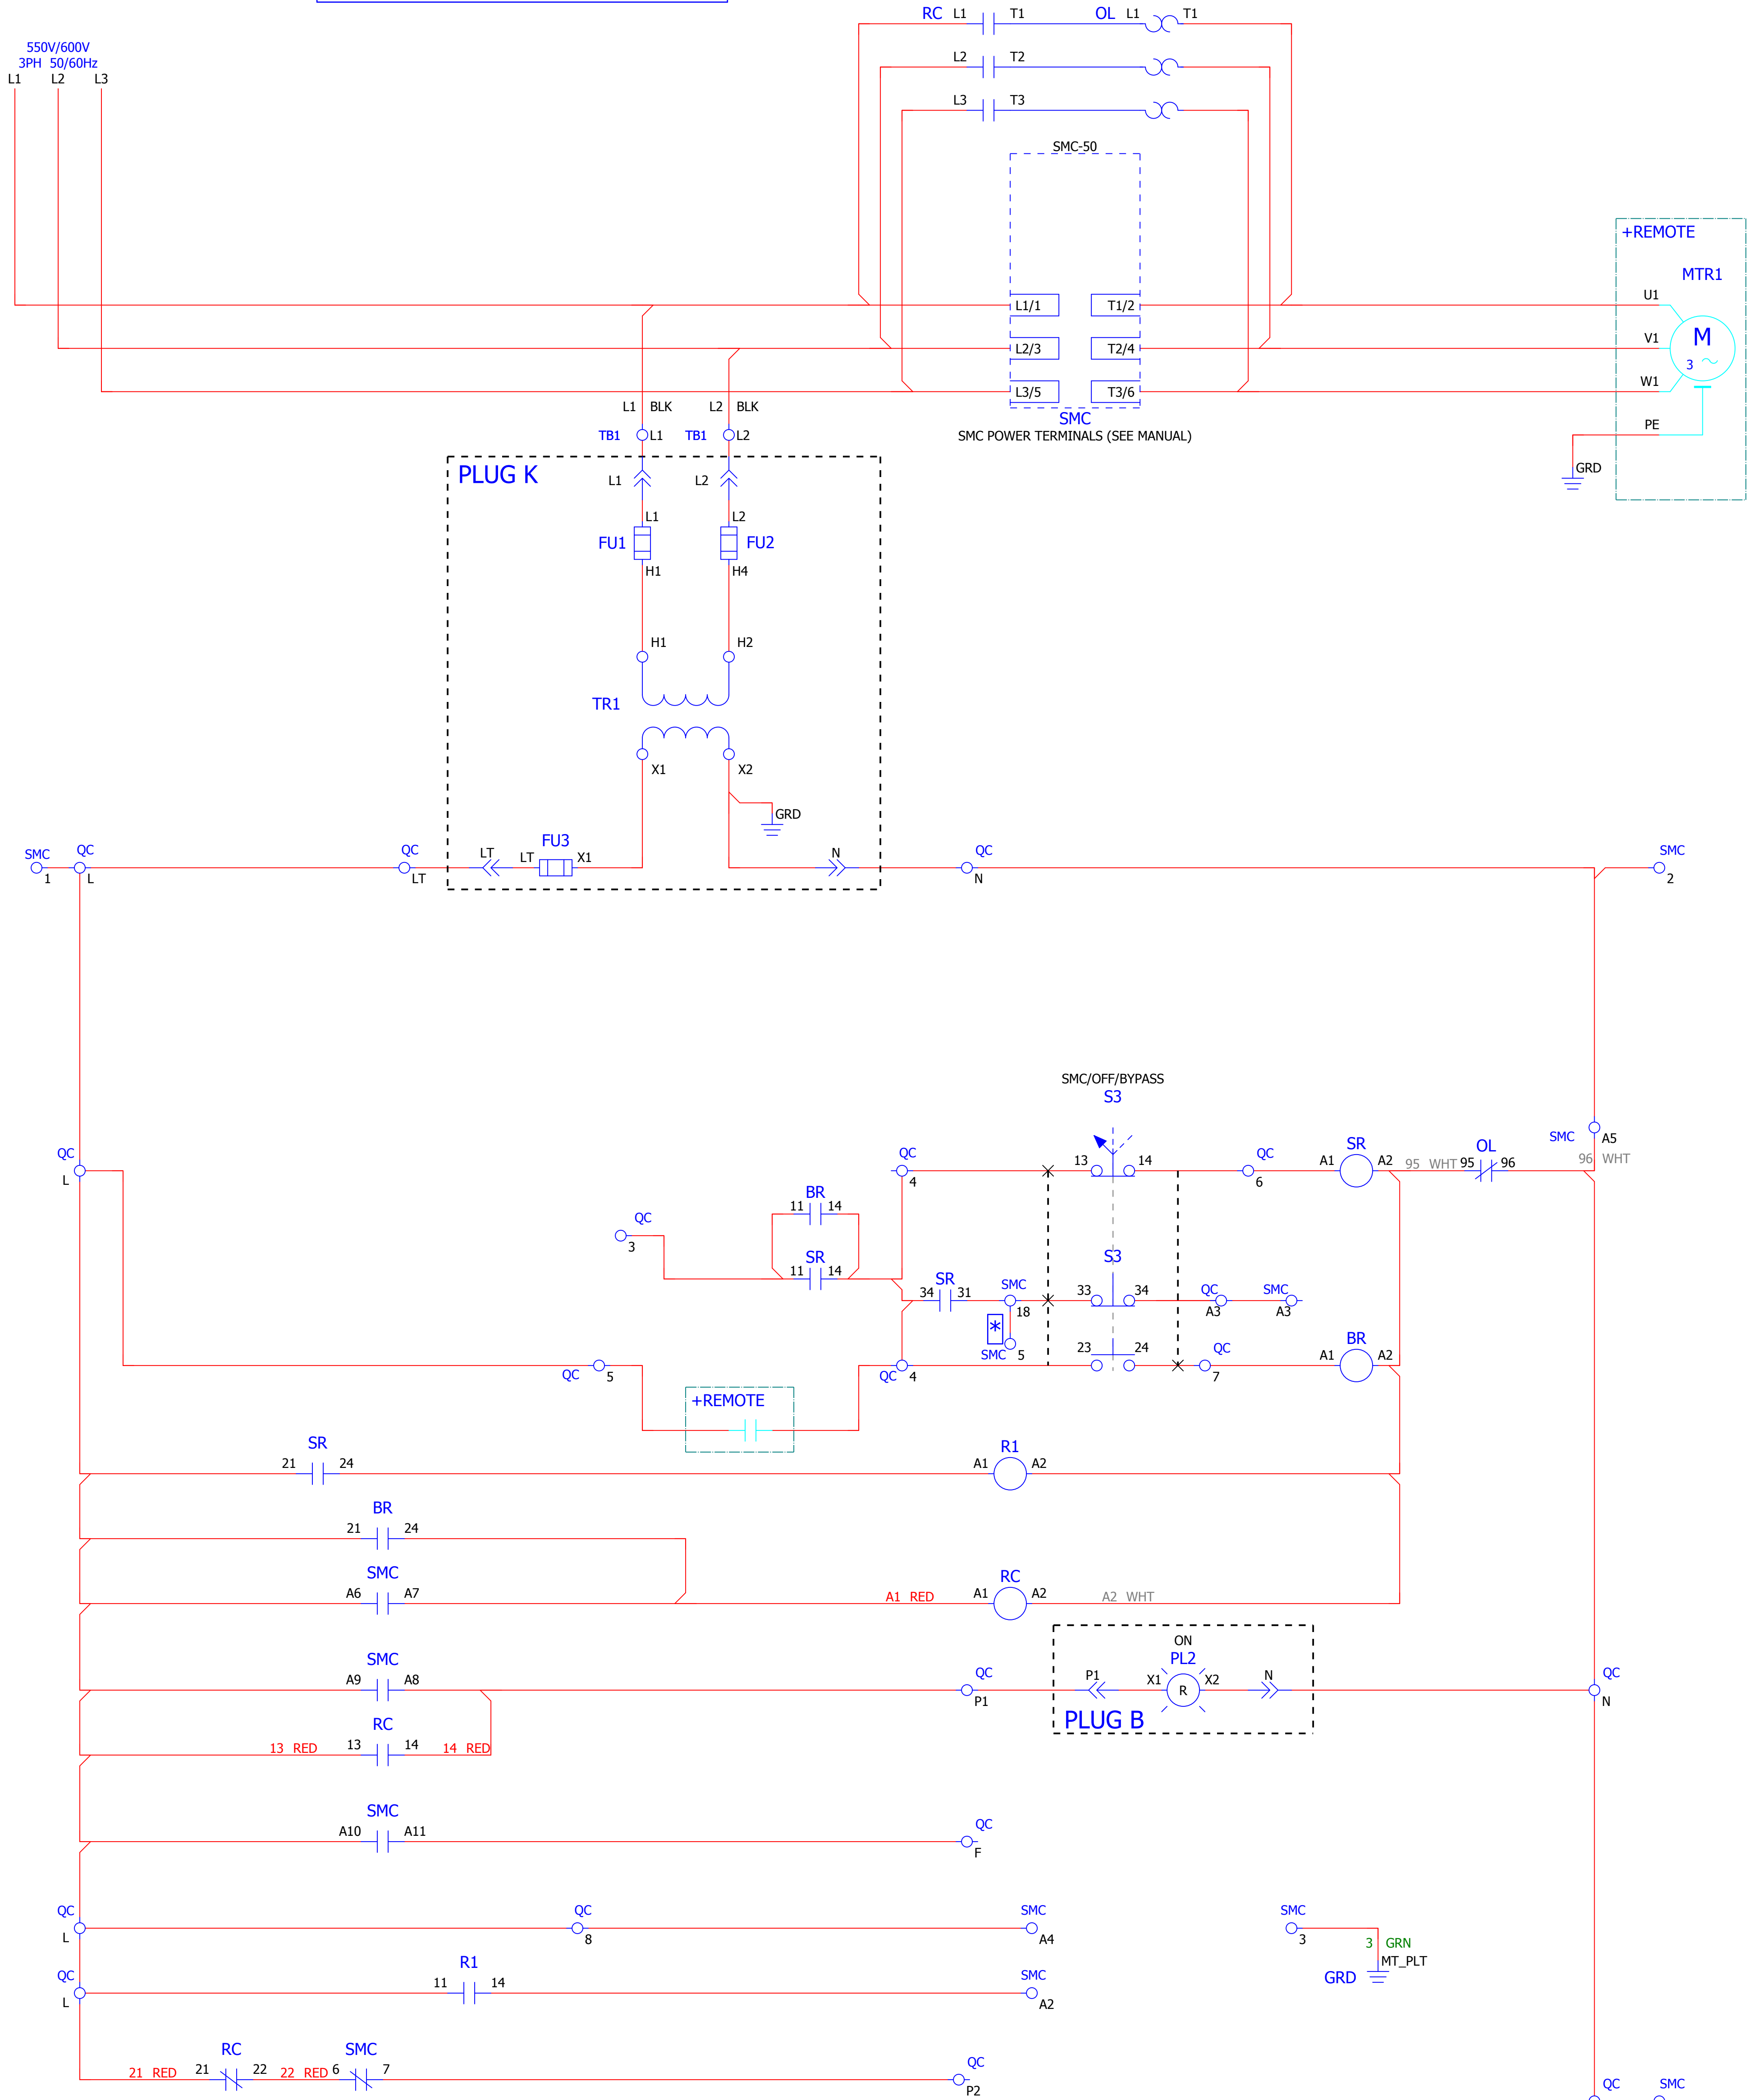 RC L1 T1 OL L1 T1
550V/600V
3PH 50/60Hz
L1 L2 L3
L2 T2
L3 T3
SMC-50
+REMOTE
MTR1
L1/1 T1/2 U1
L2/3 T2/4 V1
M
3
L3/5 T3/6 W1
L1 BLK L2 BLK
SMC
SMC POWER TERMINALS (SEE MANUAL)
PE
TB1 L1 TB1 L2
GRD
PLUG K
L1 L2
L1 L2
FU1 FU2
H1 H4
H1 H2
TR1
X1 X2
GRD
SMC QC QC LT LT FU3 X1 N QC SMC
1 L LT N 2
SMC/OFF/BYPASS
S3
SMC A5
QC QC 13 14 QC A1 SR A2 95 WHT 95 OL 96 96 WHT
L 4 6
BR
11 14
QC
3
SR
11 14
S3
SR
34 31 SMC 33 34 QC SMC
18 A3 A3
*
SMC 5 23 24 QC A1 BR A2
QC 5 QC 4 7
+REMOTE
SR R1
21 24 A1 A2
BR
21 24
SMC RC
A6 A7 A1 RED A1 A2 A2 WHT
ON
SMC PL2
A9 A8 QC P1 X1 R X2 N QC
P1 N
PLUG B
RC
13 RED 13 14 14 RED
SMC
A10 A11 QC
F
QC QC SMC SMC
L 8 A4 3
3 GRN
MT_PLT
GRD
QC R1 SMC
L 11 14 A2
RC SMC
21 RED 21 22 22 RED 6 7 QC
P2
QC SMC